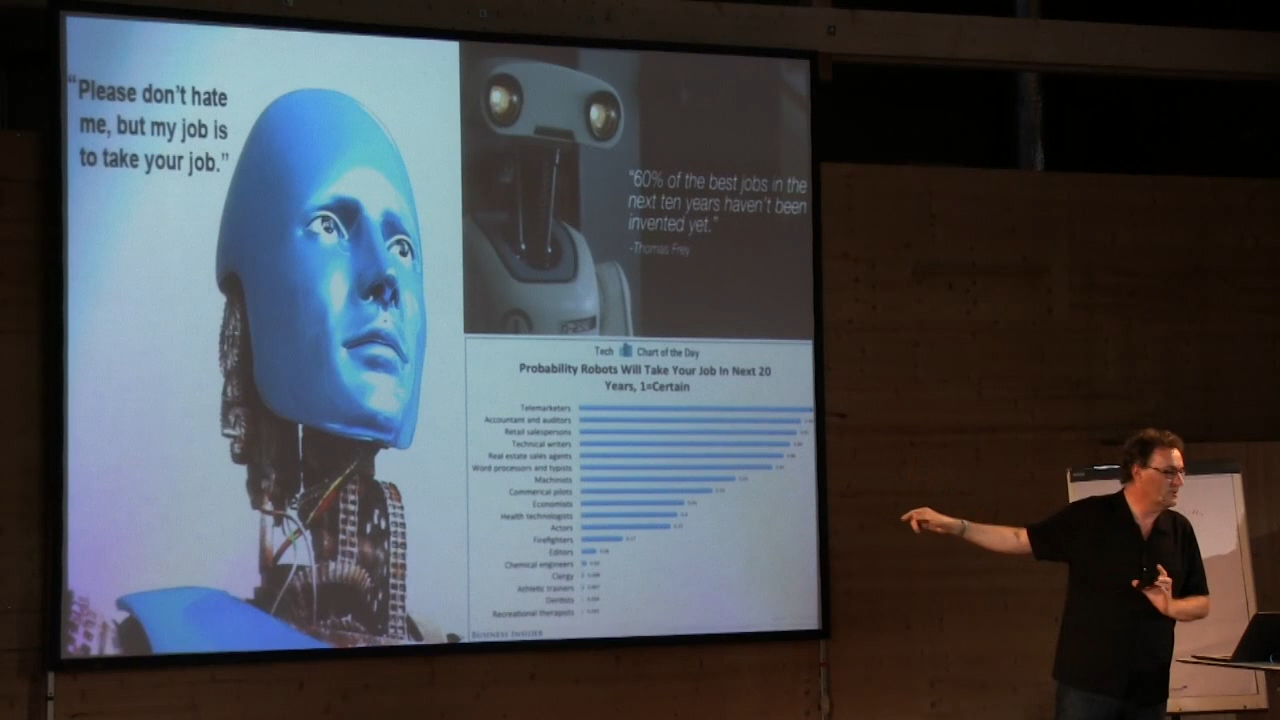 “Please don't hate
me, but my job is
to take your job.”
“60% of the best jobs in the
next ten years haven't been
invented yet.”
-Thomas Frey
Tech Chart of the Day
Probability Robots Will Take Your Job In Next 20
Years, 1=Certain
Telemarketers
Accountant and auditors
Retail salespersons
Technical writers
Real estate sales agents
Word processors and typists
Machinists
Commerical pilots
Economists
Health technologists
Actors
Firefighters
Editors
Chemical engineers
Clergy
Athletic trainers
Dentists
Recreational therapists
BUSINESS INSIDER